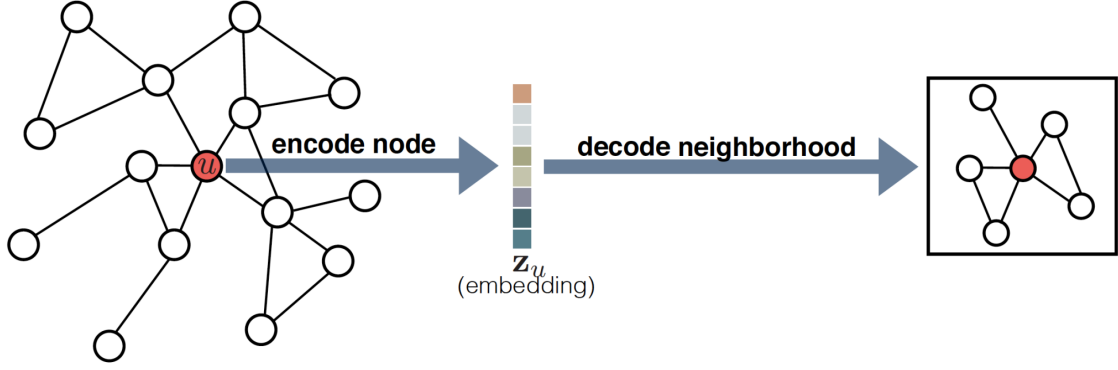 u
encode node
decode neighborhood
z_u
(embedding)